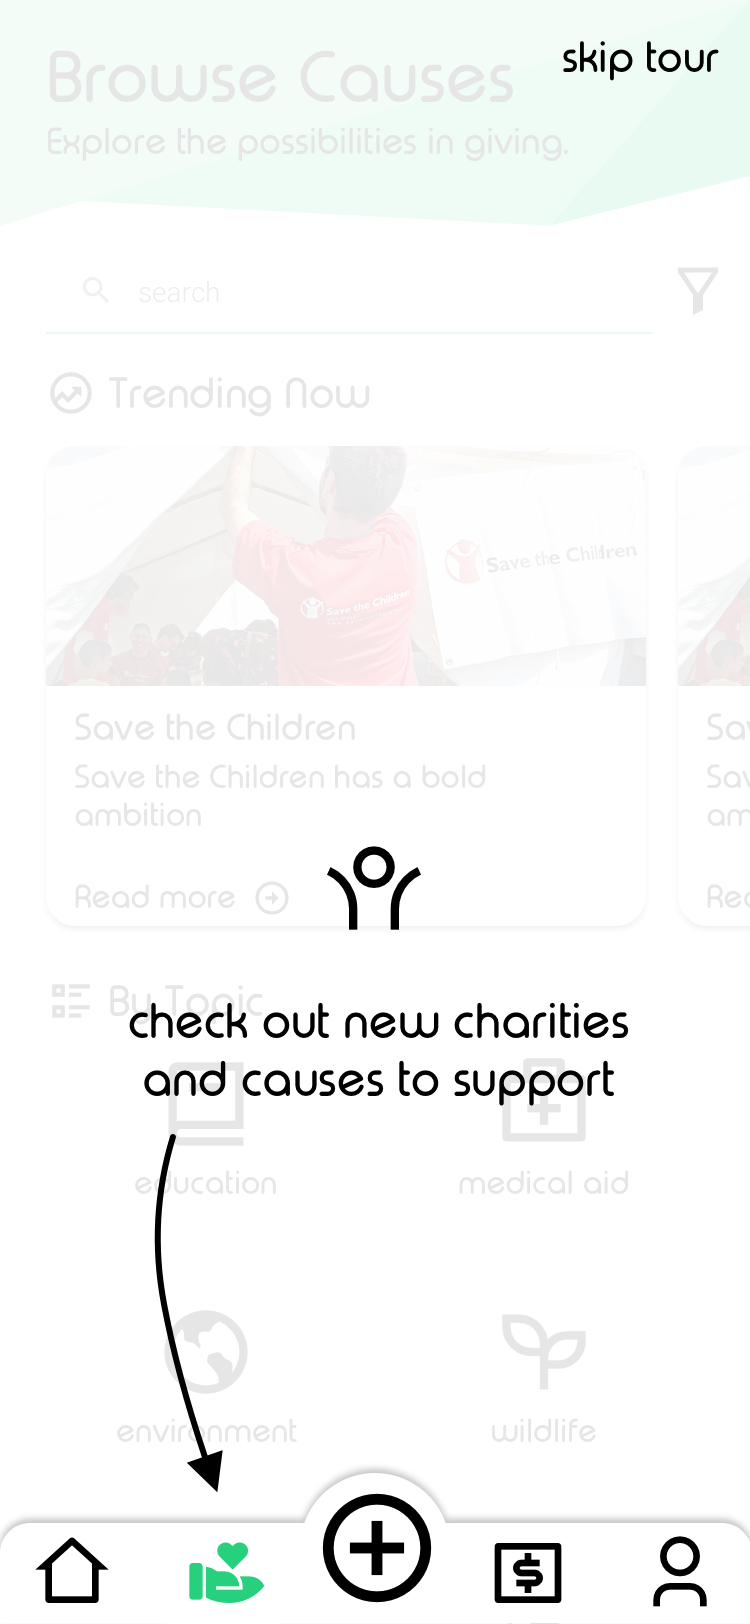 Browse Causes
skip tour
Explore the possibilities in giving.
search
Trending Now
Save the Children
Save the Children
Save the Children
Sa
Save the Children has a bold
ambition
Sav
am
Read more
Rec
By Topic
check out new charities
and causes to support
education
medical aid
environment
wildlife